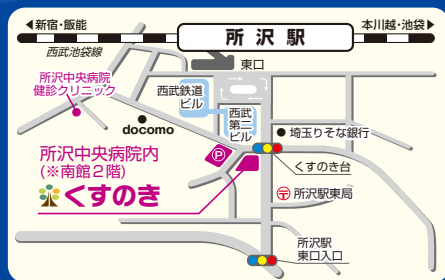 ◀新宿・飯能
本川越・池袋▶
所沢駅
西武池袋線
東口
所沢中央病院
健診クリニック
西武鉄道
ビル
西武
第二
ビル
docomo
埼玉りそな銀行
P
くすのき台
所沢中央病院内
(※南館2階)
くすのき
〒所沢駅東局
所沢駅
東口入口